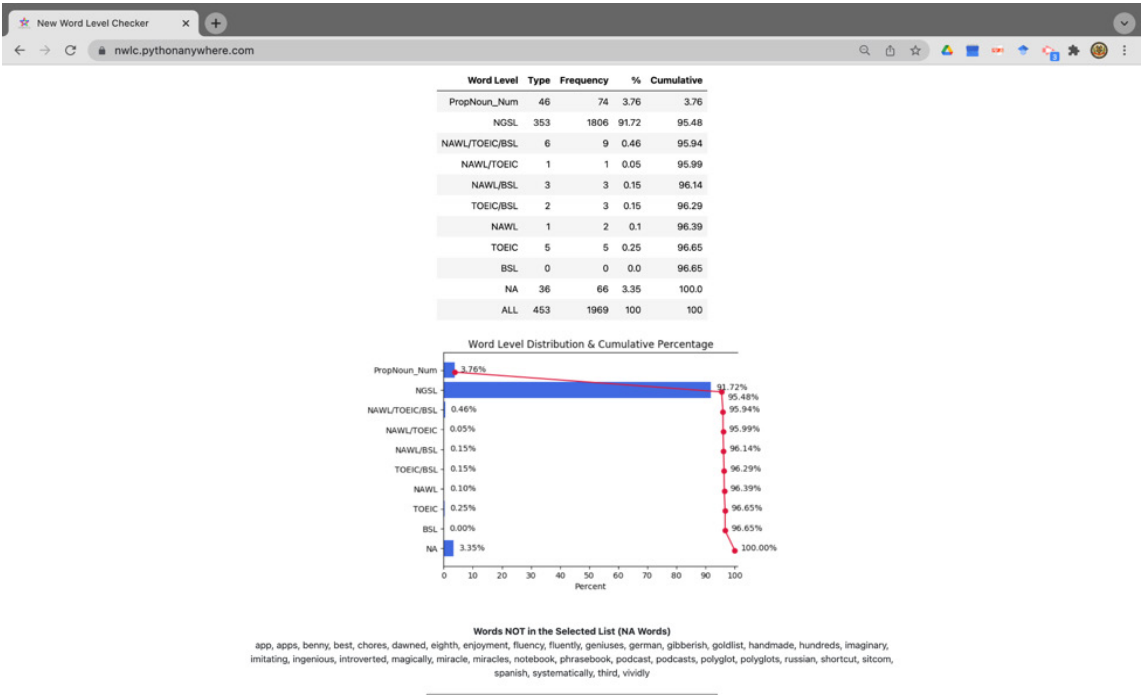 New Word Level Checker
nwlc.pythonanywhere.com
3
Word Level Type Frequency % Cumulative
PropNoun_Num 46 74 3.76 3.76
NGSL 353 1806 91.72 95.48
NAWL/TOEIC/BSL 6 9 0.46 95.94
NAWL/TOEIC 1 1 0.05 95.99
NAWL/BSL 3 3 0.15 96.14
TOEIC/BSL 2 3 0.15 96.29
NAWL 1 2 0.1 96.39
TOEIC 5 5 0.25 96.65
BSL 0 0 0.0 96.65
NA 36 66 3.35 100.0
ALL 453 1969 100 100
Word Level Distribution & Cumulative Percentage
PropNoun_Num 3.76%
NGSL 91.72%
95.48%
NAWL/TOEIC/BSL 0.46% 95.94%
NAWL/TOEIC 0.05% 95.99%
NAWL/BSL 0.15% 96.14%
TOEIC/BSL 0.15% 96.29%
NAWL 0.10% 96.39%
TOEIC 0.25% 96.65%
BSL 0.00% 96.65%
NA 3.35% 100.00%
0 10 20 30 40 50 60 70 80 90 100
Percent
Words NOT in the Selected List (NA Words)
app, apps, benny, best, chores, dawned, eighth, enjoyment, fluency, fluently, geniuses, german, gibberish, goldlist, handmade, hundreds, imaginary,
imitating, ingenious, introverted, magically, miracle, miracles, notebook, phrasebook, podcast, podcasts, polyglot, polyglots, russian, shortcut, sitcom,
spanish, systematically, third, vividly